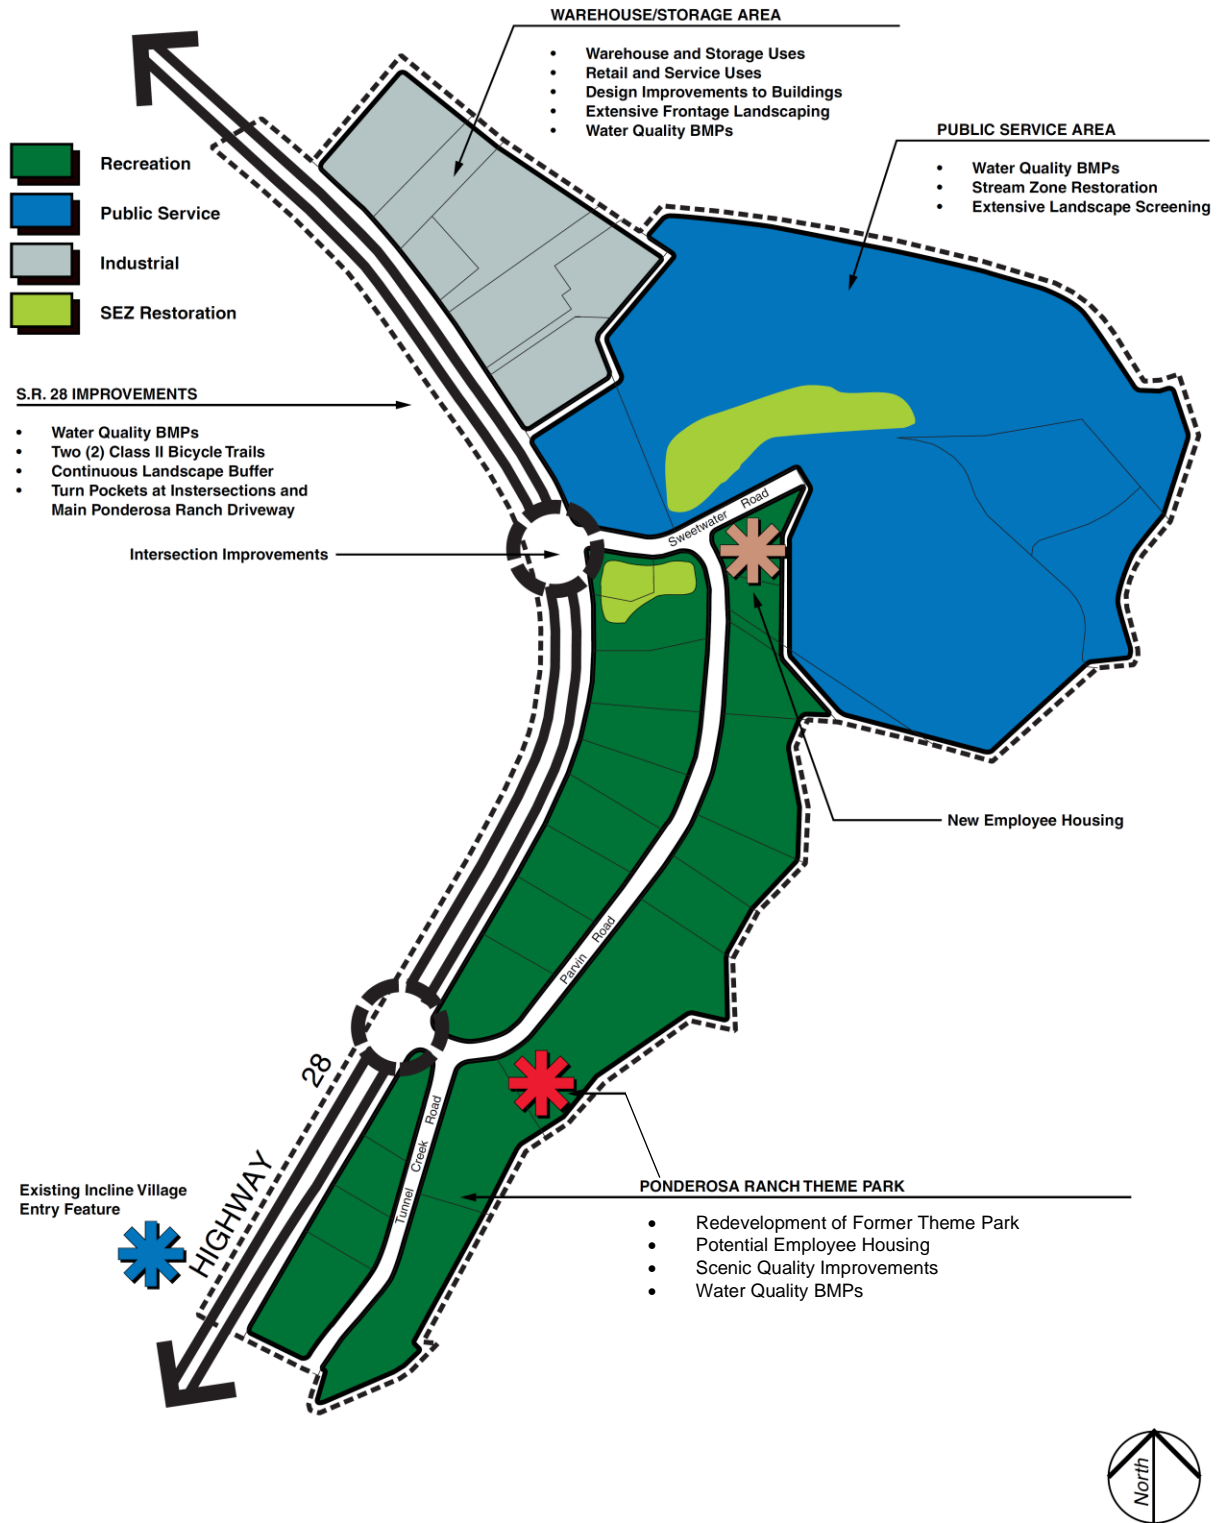 WAREHOUSE/STORAGE AREA
• Warehouse and Storage Uses
• Retail and Service Uses
• Design Improvements to Buildings
• Extensive Frontage Landscaping
• Water Quality BMPs
PUBLIC SERVICE AREA
• Water Quality BMPs
• Stream Zone Restoration
• Extensive Landscape Screening
Recreation
Public Service
Industrial
SEZ Restoration
S.R. 28 IMPROVEMENTS
• Water Quality BMPs
• Two (2) Class II Bicycle Trails
• Continuous Landscape Buffer
• Turn Pockets at Instersections and
Main Ponderosa Ranch Driveway
Intersection Improvements
Sweetwater Road
New Employee Housing
Parvin Road
Tunnel Creek Road
HIGHWAY 28
Existing Incline Village
Entry Feature
PONDEROSA RANCH THEME PARK
• Redevelopment of Former Theme Park
• Potential Employee Housing
• Scenic Quality Improvements
• Water Quality BMPs
North